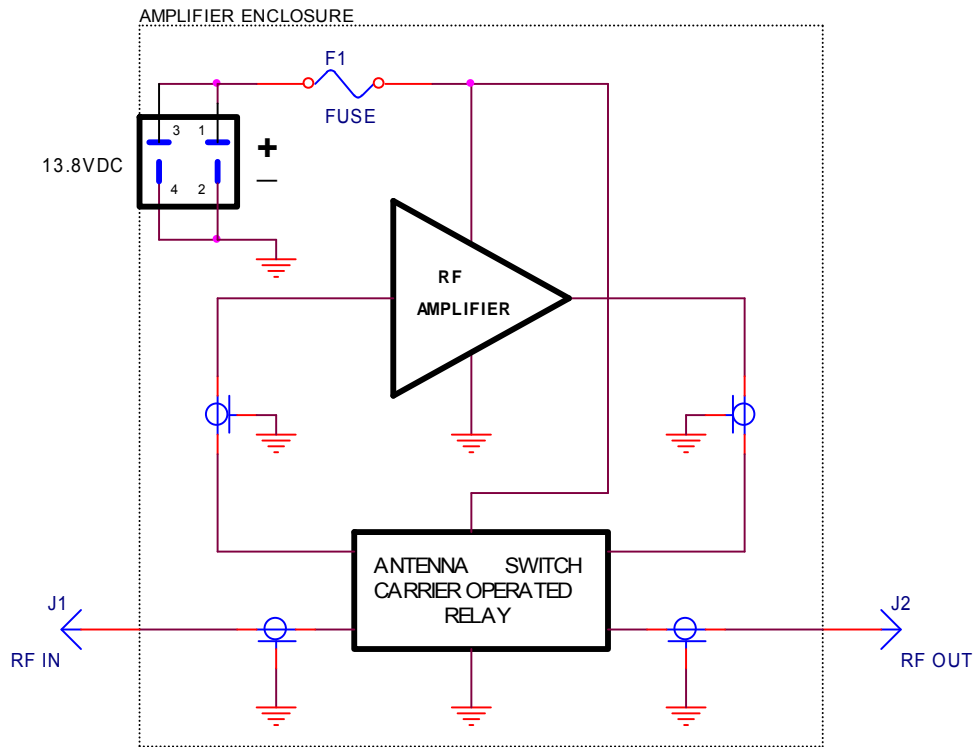 AMPLIFIER ENCLOSURE
F1
FUSE
3 1
+
13.8VDC
4 2
–
RF
AMPLIFIER
ANTENNA SWITCH
CARRIER OPERATED
RELAY
J1
RF IN
J2
RF OUT